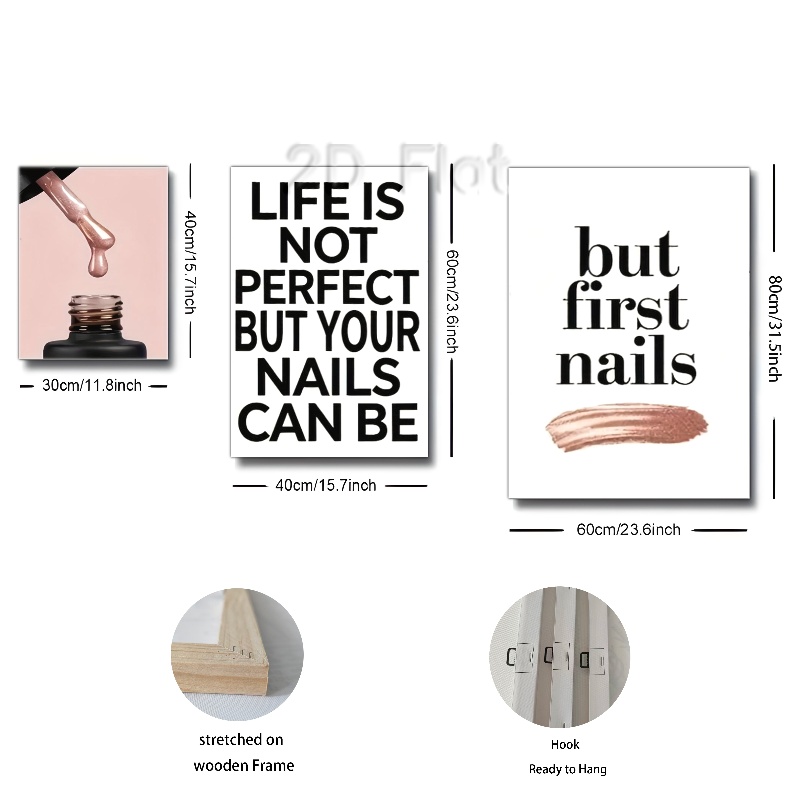 2D Flat
LIFE IS
NOT
PERFECT
BUT YOUR
NAILS
CAN BE
but
first
nails
40cm/15.7inch
30cm/11.8inch
60cm/23.6inch
40cm/15.7inch
80cm/31.5inch
60cm/23.6inch
stretched on
wooden Frame
Hook
Ready to Hang